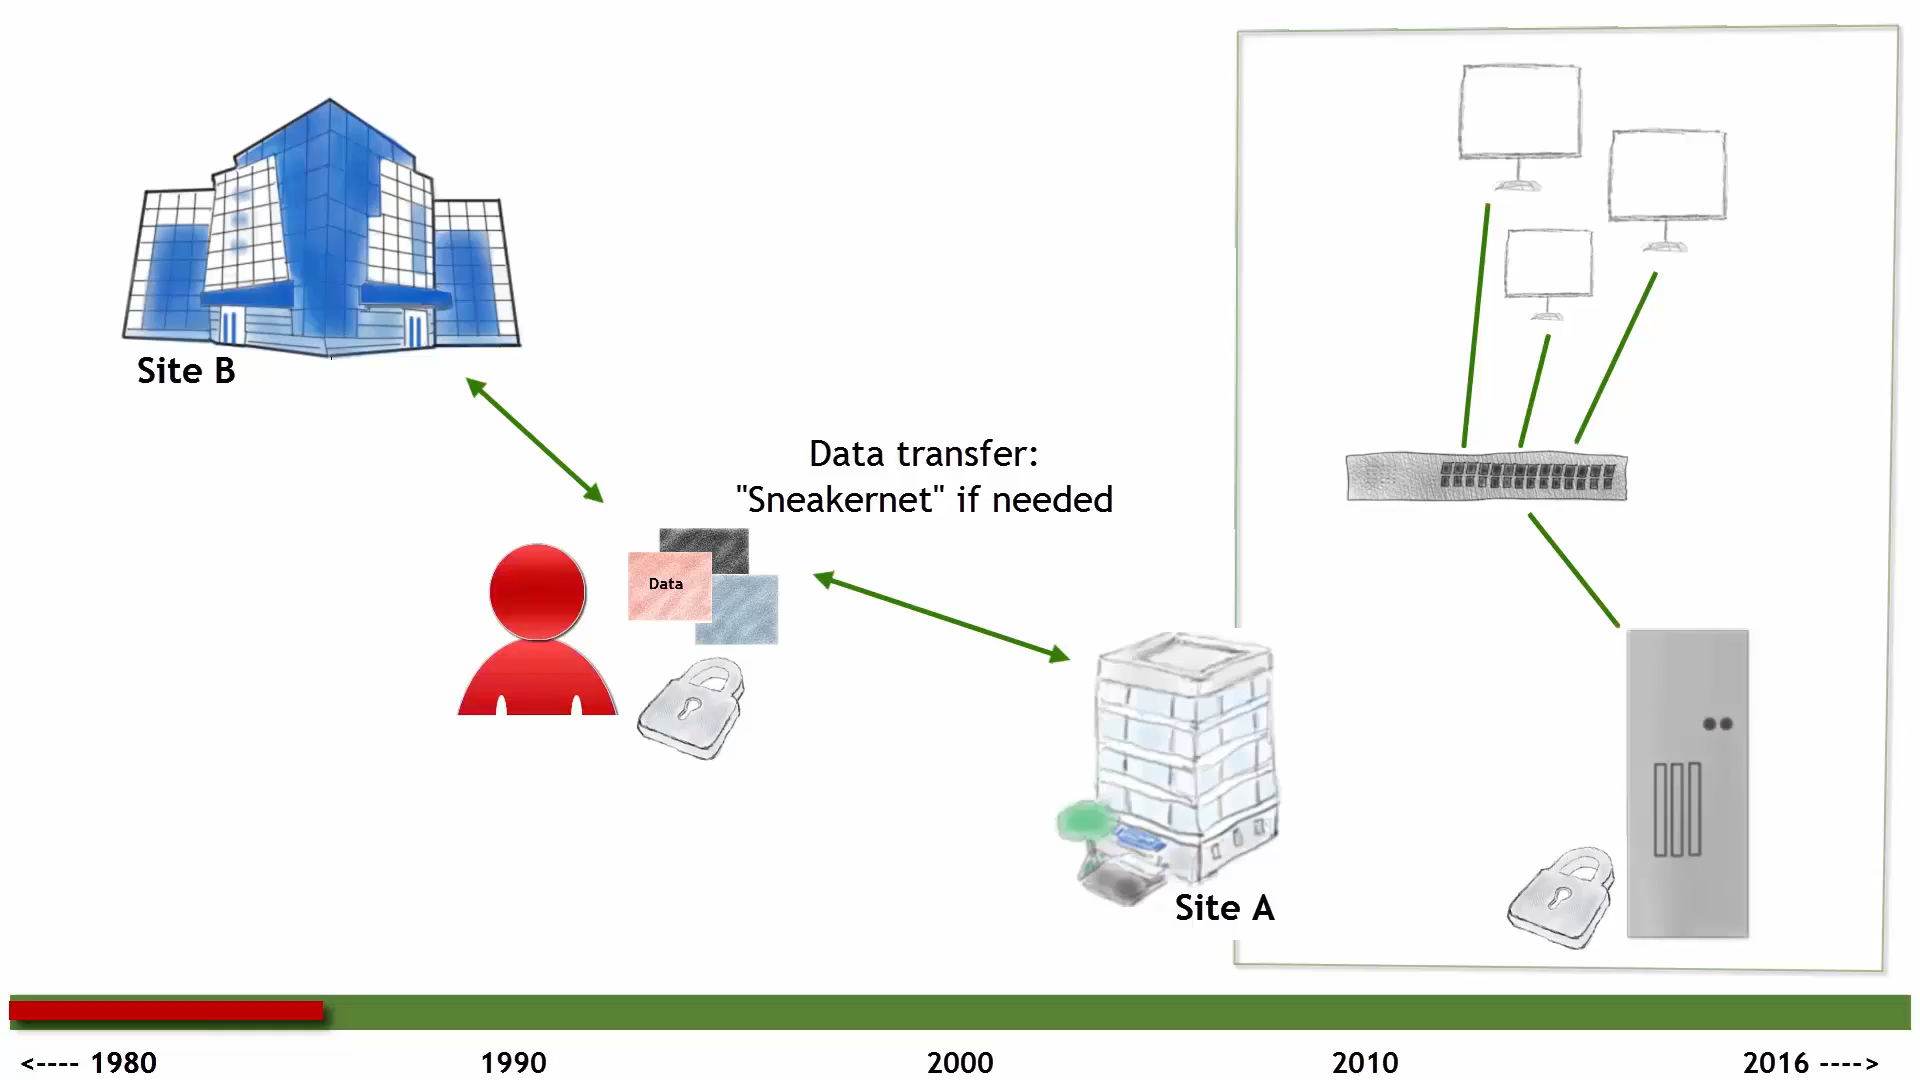 Site B
Data transfer:
"Sneakernet" if needed
Data
Site A
<---- 1980 1990 2000 2010 2016 ---->